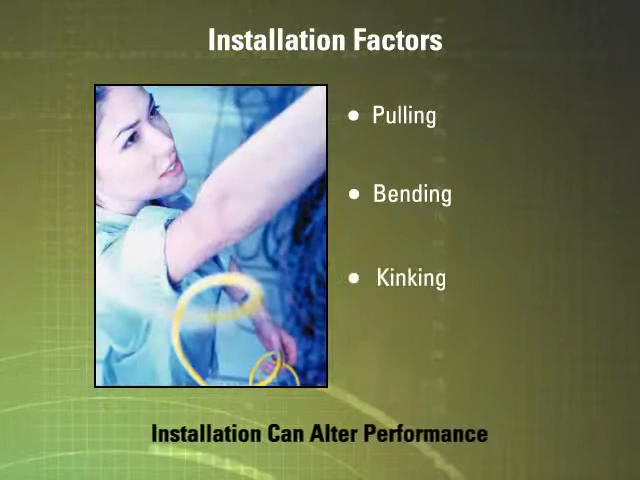 Installation Factors
Pulling
Bending
Kinking
Installation Can Alter Performance